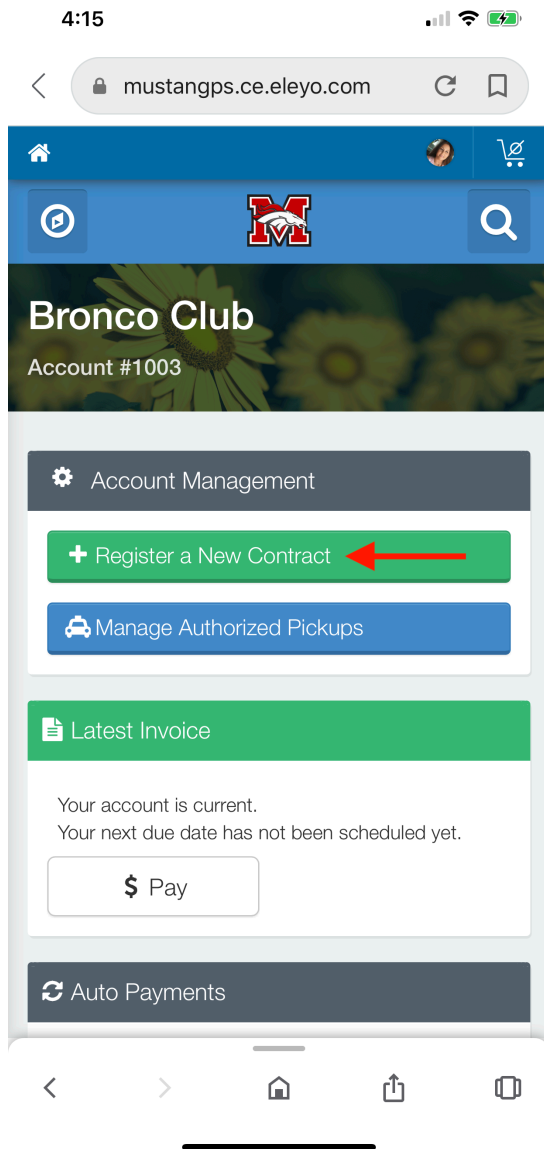 4:15
mustangps.ce.eleyo.com
M
Bronco Club
Account #1003
Account Management
Register a New Contract
Manage Authorized Pickups
Latest Invoice
Your account is current.
Your next due date has not been scheduled yet.
$ Pay
Auto Payments